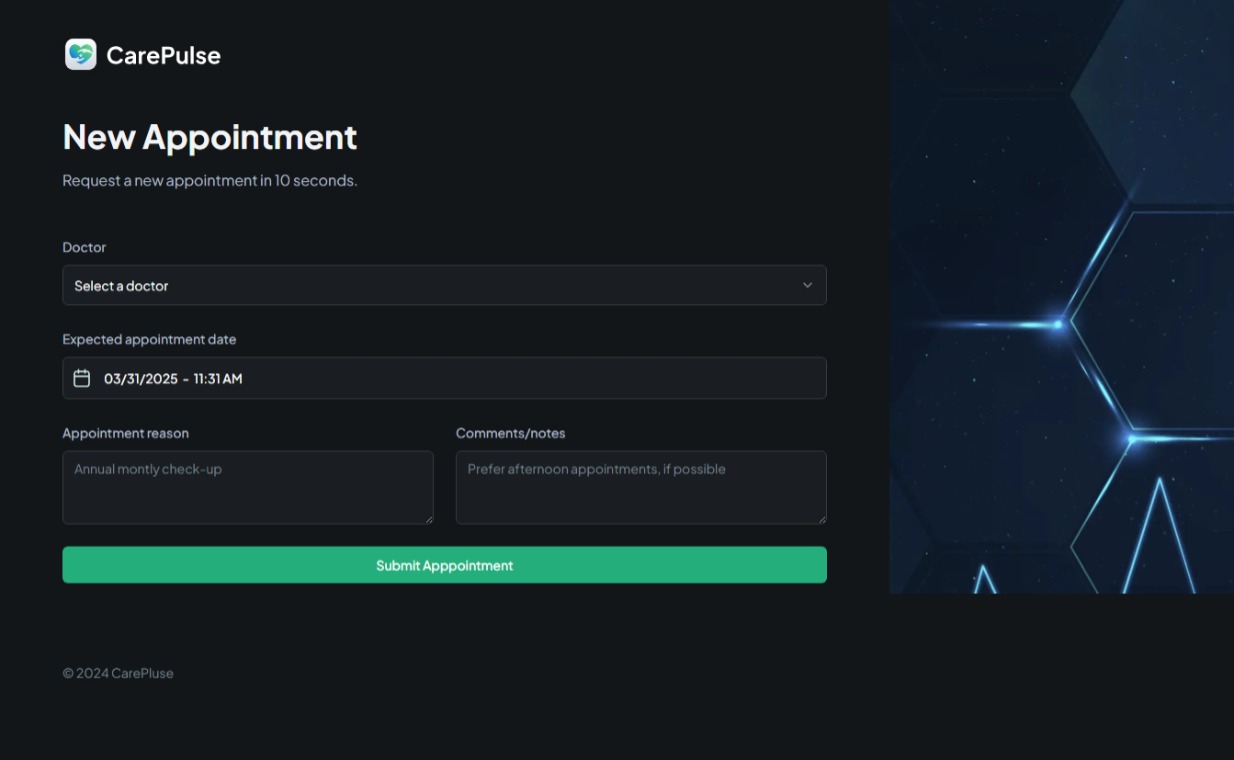 CarePulse
New Appointment
Request a new appointment in 10 seconds.
Doctor
Select a doctor
Expected appointment date
03/31/2025 - 11:31 AM
Appointment reason
Comments/notes
Annual montly check-up
Prefer afternoon appointments, if possible
Submit Apppointment
© 2024 CarePluse